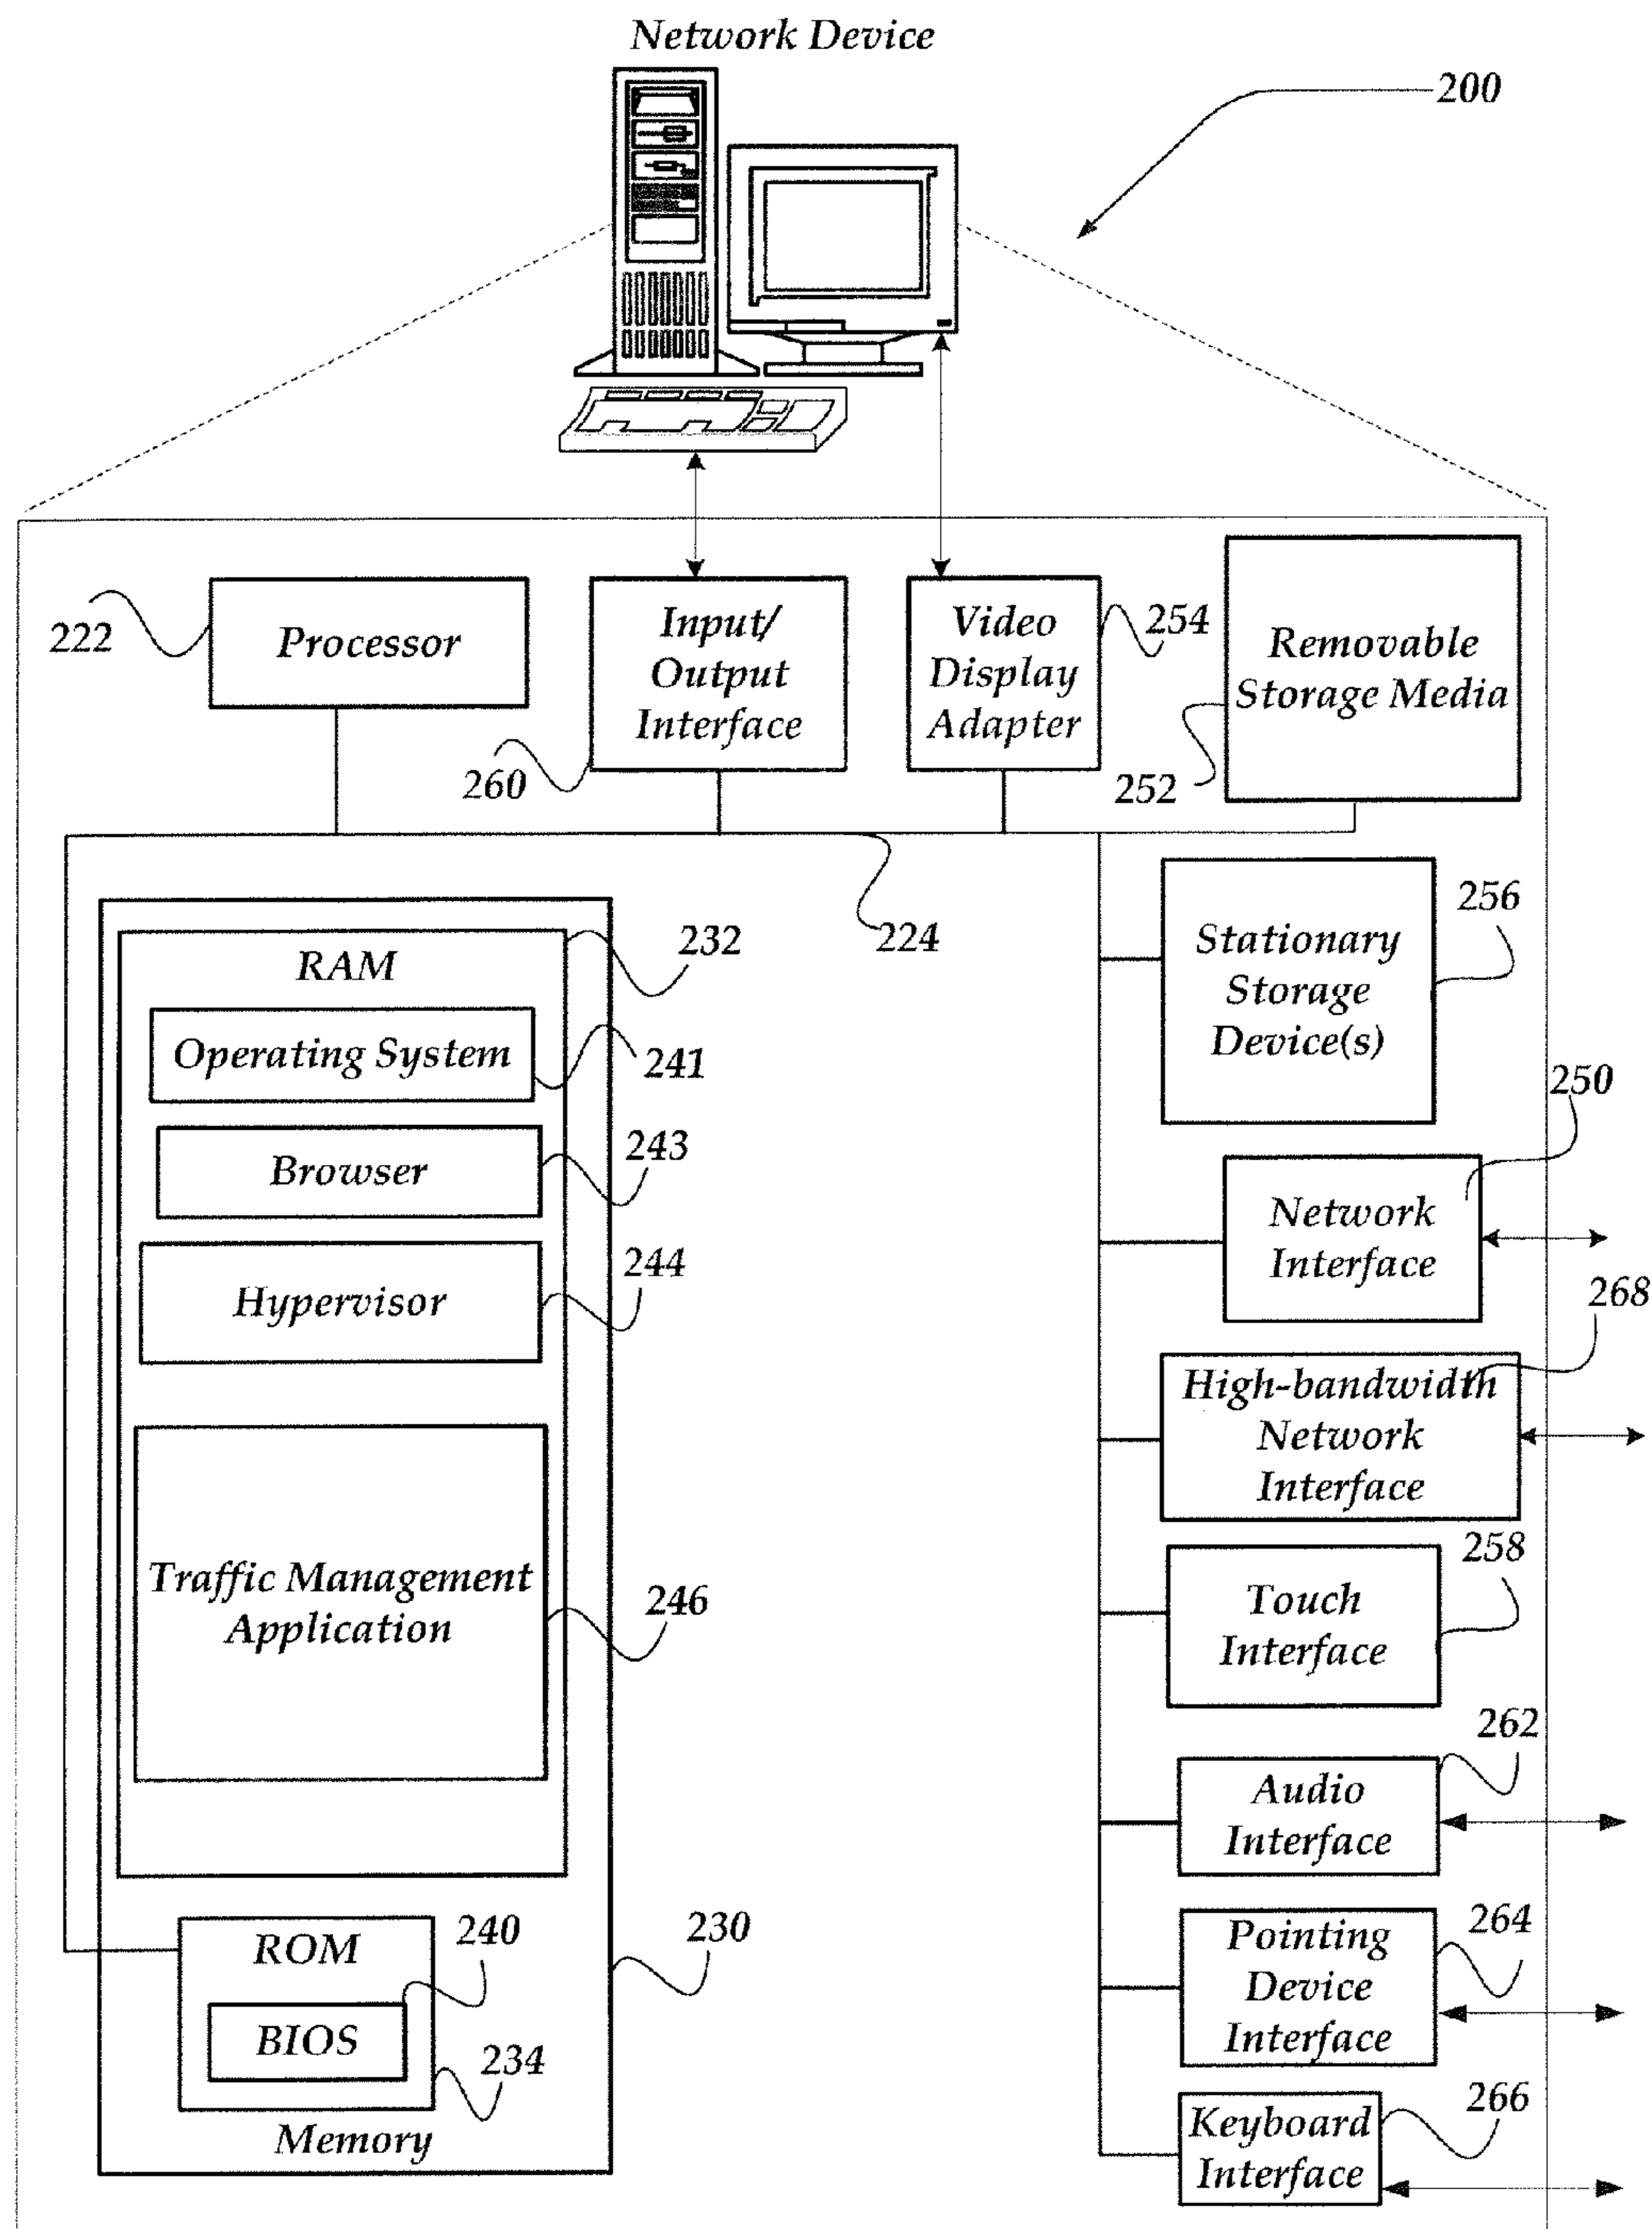 Network Device
200
222
Processor
Input/
Output
Interface
260
Video
Display
Adapter
254
Removable
Storage Media
252
224
RAM
232
Operating System
241
Browser
243
Hypervisor
244
Traffic Management
Application
246
ROM
240
BIOS
234
Memory
230
Stationary
Storage
Device(s)
256
250
Network
Interface
268
High-bandwidth
Network
Interface
258
Touch
Interface
262
Audio
Interface
264
Pointing
Device
Interface
266
Keyboard
Interface